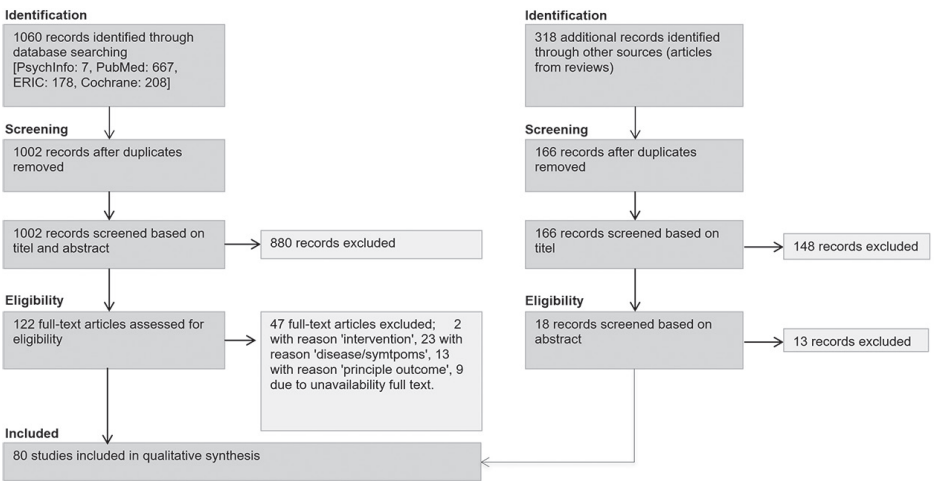 Identification
1060 records identified through
database searching
[PsychInfo: 7, PubMed: 667,
ERIC: 178, Cochrane: 208]
Screening
1002 records after duplicates
removed
1002 records screened based on
titel and abstract
880 records excluded
Eligibility
122 full-text articles assessed for
eligibility
47 full-text articles excluded; 2
with reason 'intervention', 23 with
reason 'disease/symtpoms', 13
with reason 'principle outcome', 9
due to unavailability full text.
Included
80 studies included in qualitative synthesis
Identification
318 additional records identified
through other sources (articles
from reviews)
Screening
166 records after duplicates
removed
166 records screened based on
titel
148 records excluded
Eligibility
18 records screened based on
abstract
13 records excluded